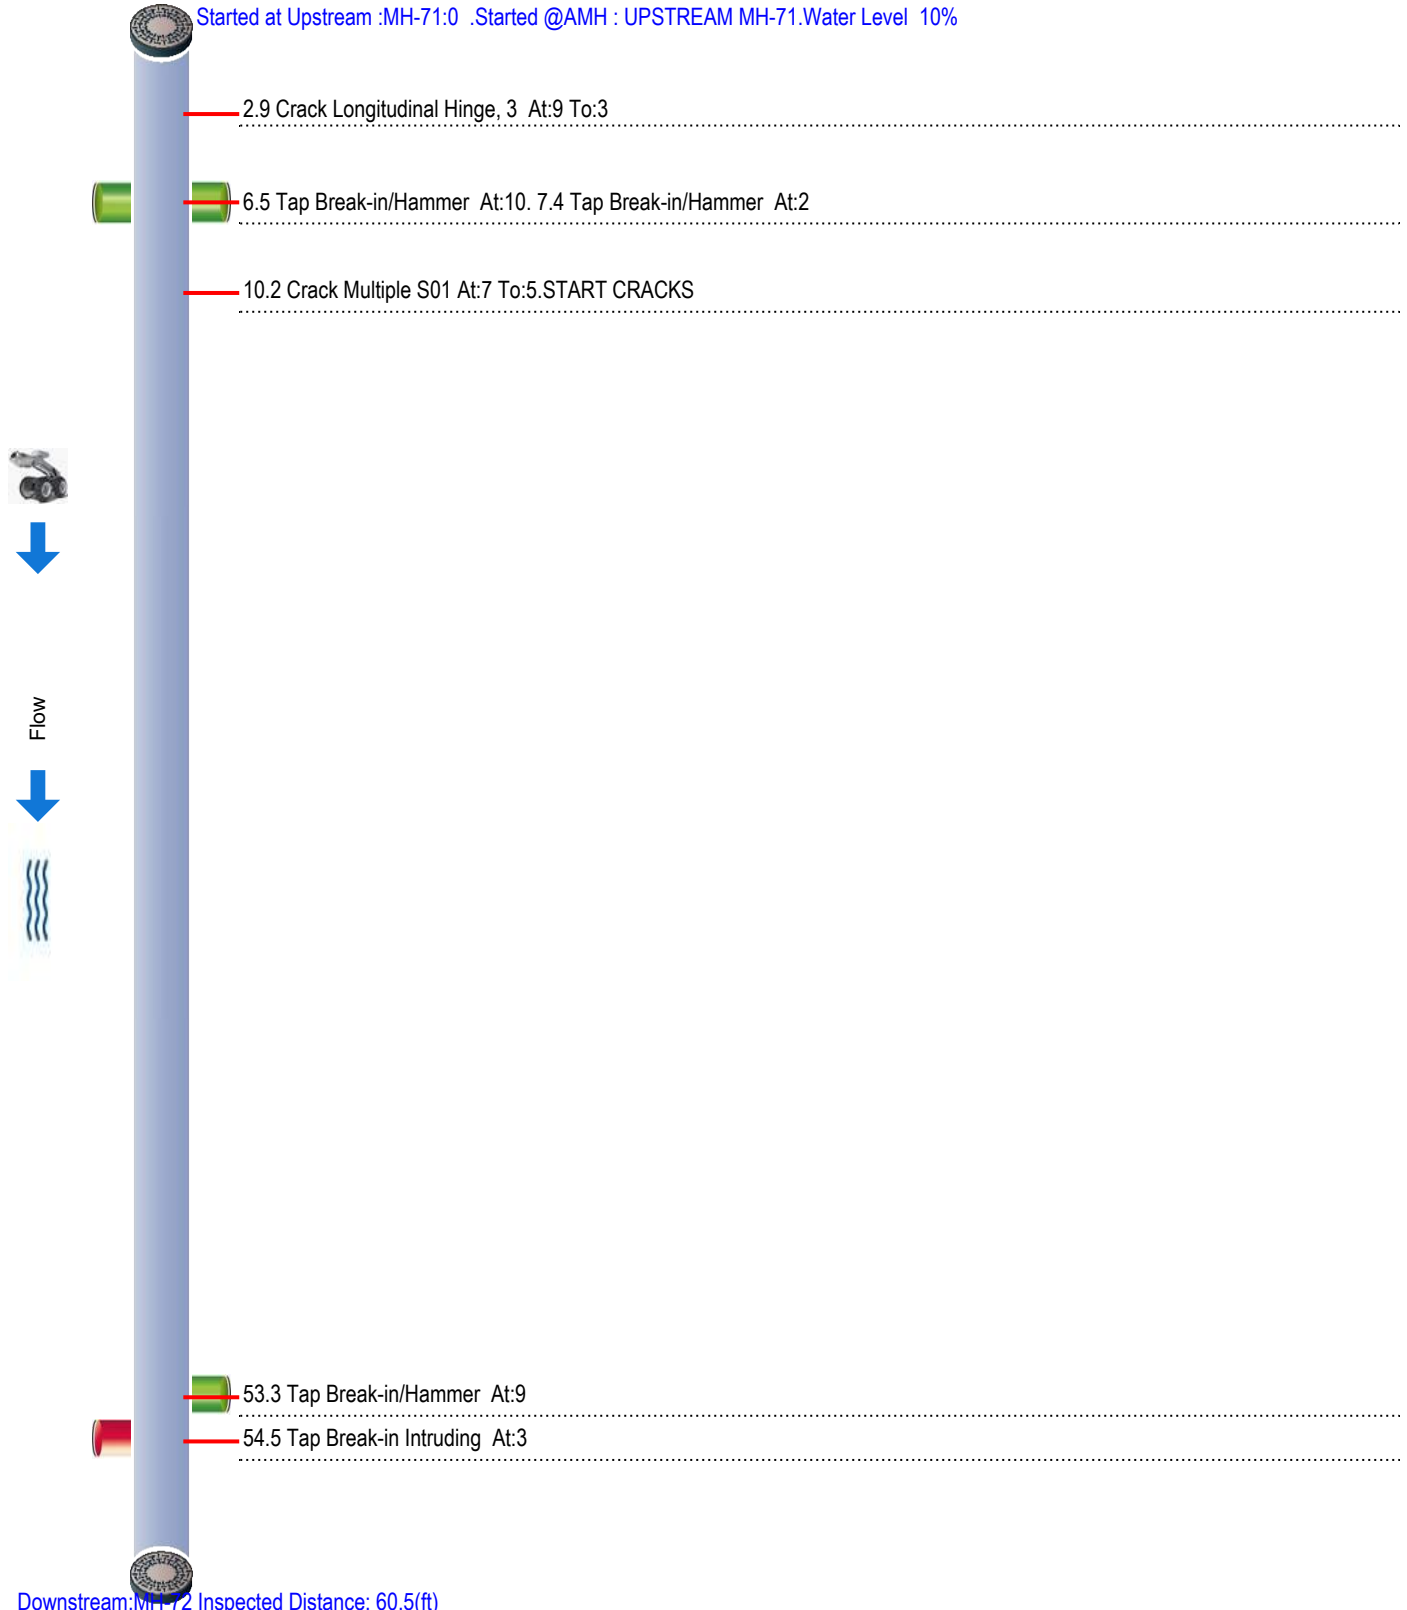 Started at Upstream :MH-71:0 .Started @AMH : UPSTREAM MH-71.Water Level 10%
2.9 Crack Longitudinal Hinge, 3 At:9 To:3
6.5 Tap Break-in/Hammer At:10. 7.4 Tap Break-in/Hammer At:2
10.2 Crack Multiple S01 At:7 To:5.START CRACKS
Flow
53.3 Tap Break-in/Hammer At:9
54.5 Tap Break-in Intruding At:3
Downstream:MH-72 Inspected Distance: 60.5(ft)